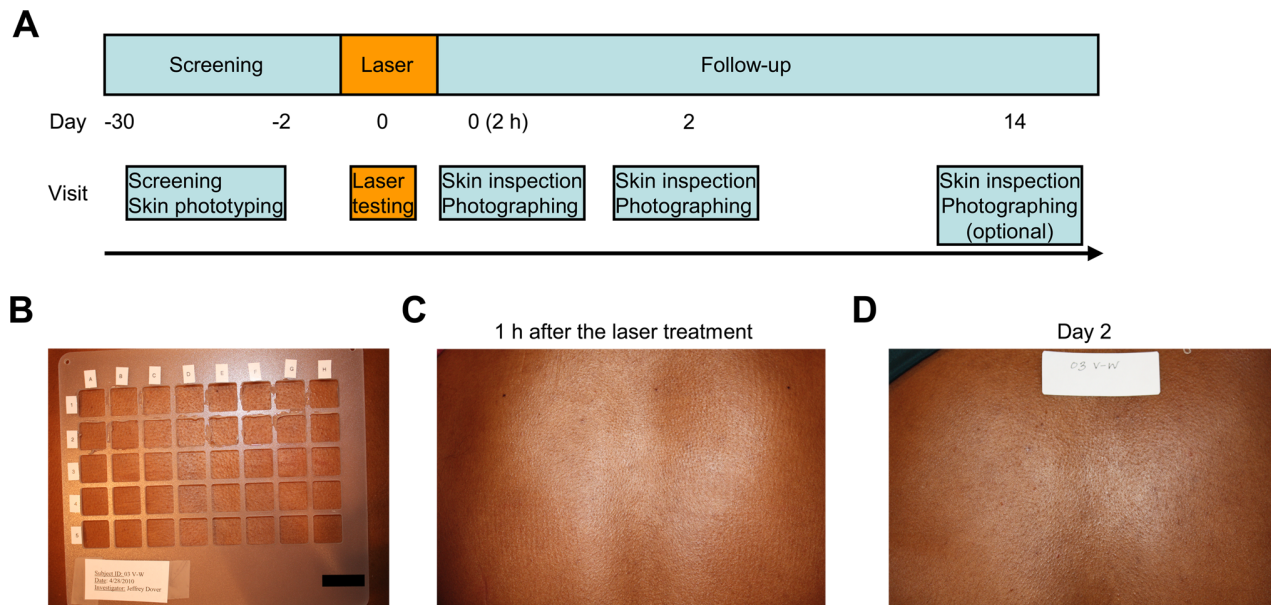 A
Screening Laser Follow-up
Day -30 -2 0 0 (2 h) 2 14
Visit
Screening
Skin phototyping
Laser
testing
Skin inspection
Photographing
Skin inspection
Photographing
Skin inspection
Photographing
(optional)
B
A B C D E F G H
1
2
3
4
5
Subject ID: 03 V-W
Date: 4/28/2010
Investigator: Jeffrey Dover
C
1 h after the laser treatment
D
Day 2
03 V-W